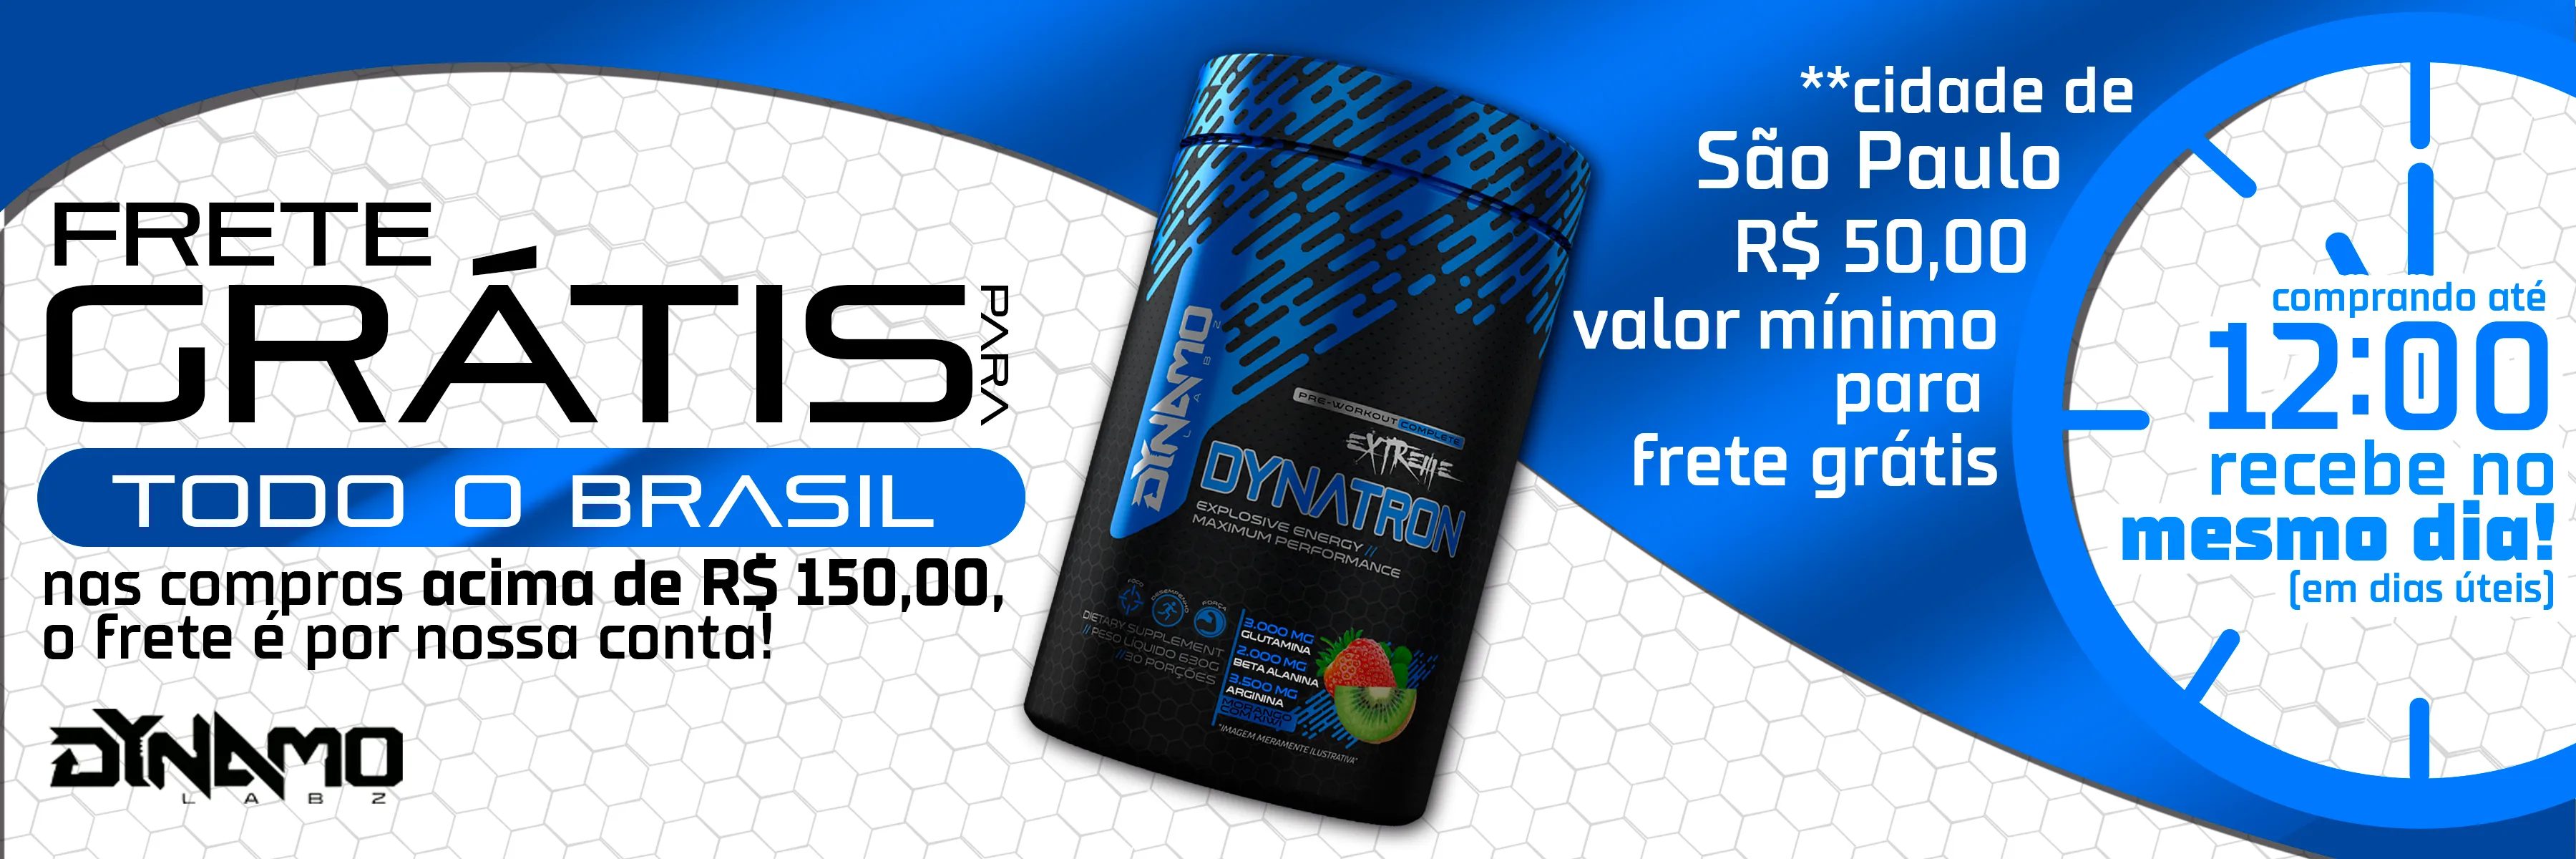 FRETE
GRÁTIS
PARA
TODO O BRASIL
nas compras acima de R$ 150,00,
o frete é por nossa conta!
DYNAMO
LABZ
DYNAMO
LABZ
PRE-WORKOUT COMPLETE
EXTREME
DYNATRON
EXPLOSIVE ENERGY //
MAXIMUM PERFORMANCE
FOCO
DESEMPENHO
FORÇA
DIETARY SUPPLEMENT
//PESO LÍQUIDO 630G
//30 PORÇÕES
3.000 MG
GLUTAMINA
2.000 MG
BETA ALANINA
3.500 MG
ARGININA
MORANGO
COM KIWI
*IMAGEM MERAMENTE ILUSTRATIVA*
**cidade de
São Paulo
R$ 50,00
valor mínimo
para
frete grátis
comprando até
12:00
recebe no
mesmo dia!
(em dias úteis)